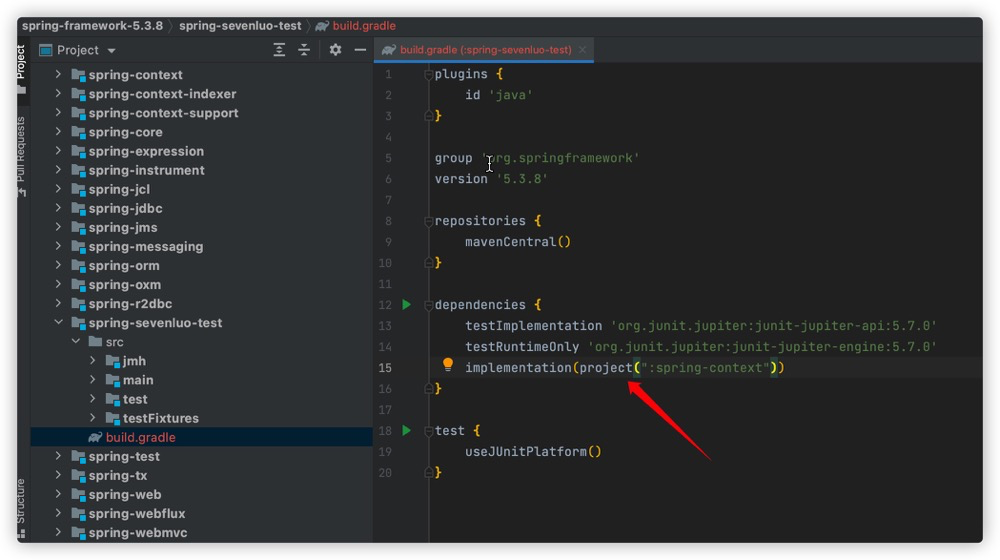 spring-framework-5.3.8 〉 spring-sevenluo-test 〉 build.gradle
Project
Pull Requests
Structure
Project
spring-context
spring-context-indexer
spring-context-support
spring-core
spring-expression
spring-instrument
spring-jcl
spring-jdbc
spring-jms
spring-messaging
spring-orm
spring-oxm
spring-r2dbc
spring-sevenluo-test
src
jmh
main
test
testFixtures
build.gradle
spring-test
spring-tx
spring-web
spring-webflux
spring-webmvc
build.gradle (:spring-sevenluo-test)
1 plugins {
2 id 'java'
3 }
4
5 group 'org.springframework'
6 version '5.3.8'
7
8 repositories {
9 mavenCentral()
10 }
11
12 dependencies {
13 testImplementation 'org.junit.jupiter:junit-jupiter-api:5.7.0'
14 testRuntimeOnly 'org.junit.jupiter:junit-jupiter-engine:5.7.0'
15 implementation(project(":spring-context"))
16 }
17
18 test {
19 useJUnitPlatform()
20 }